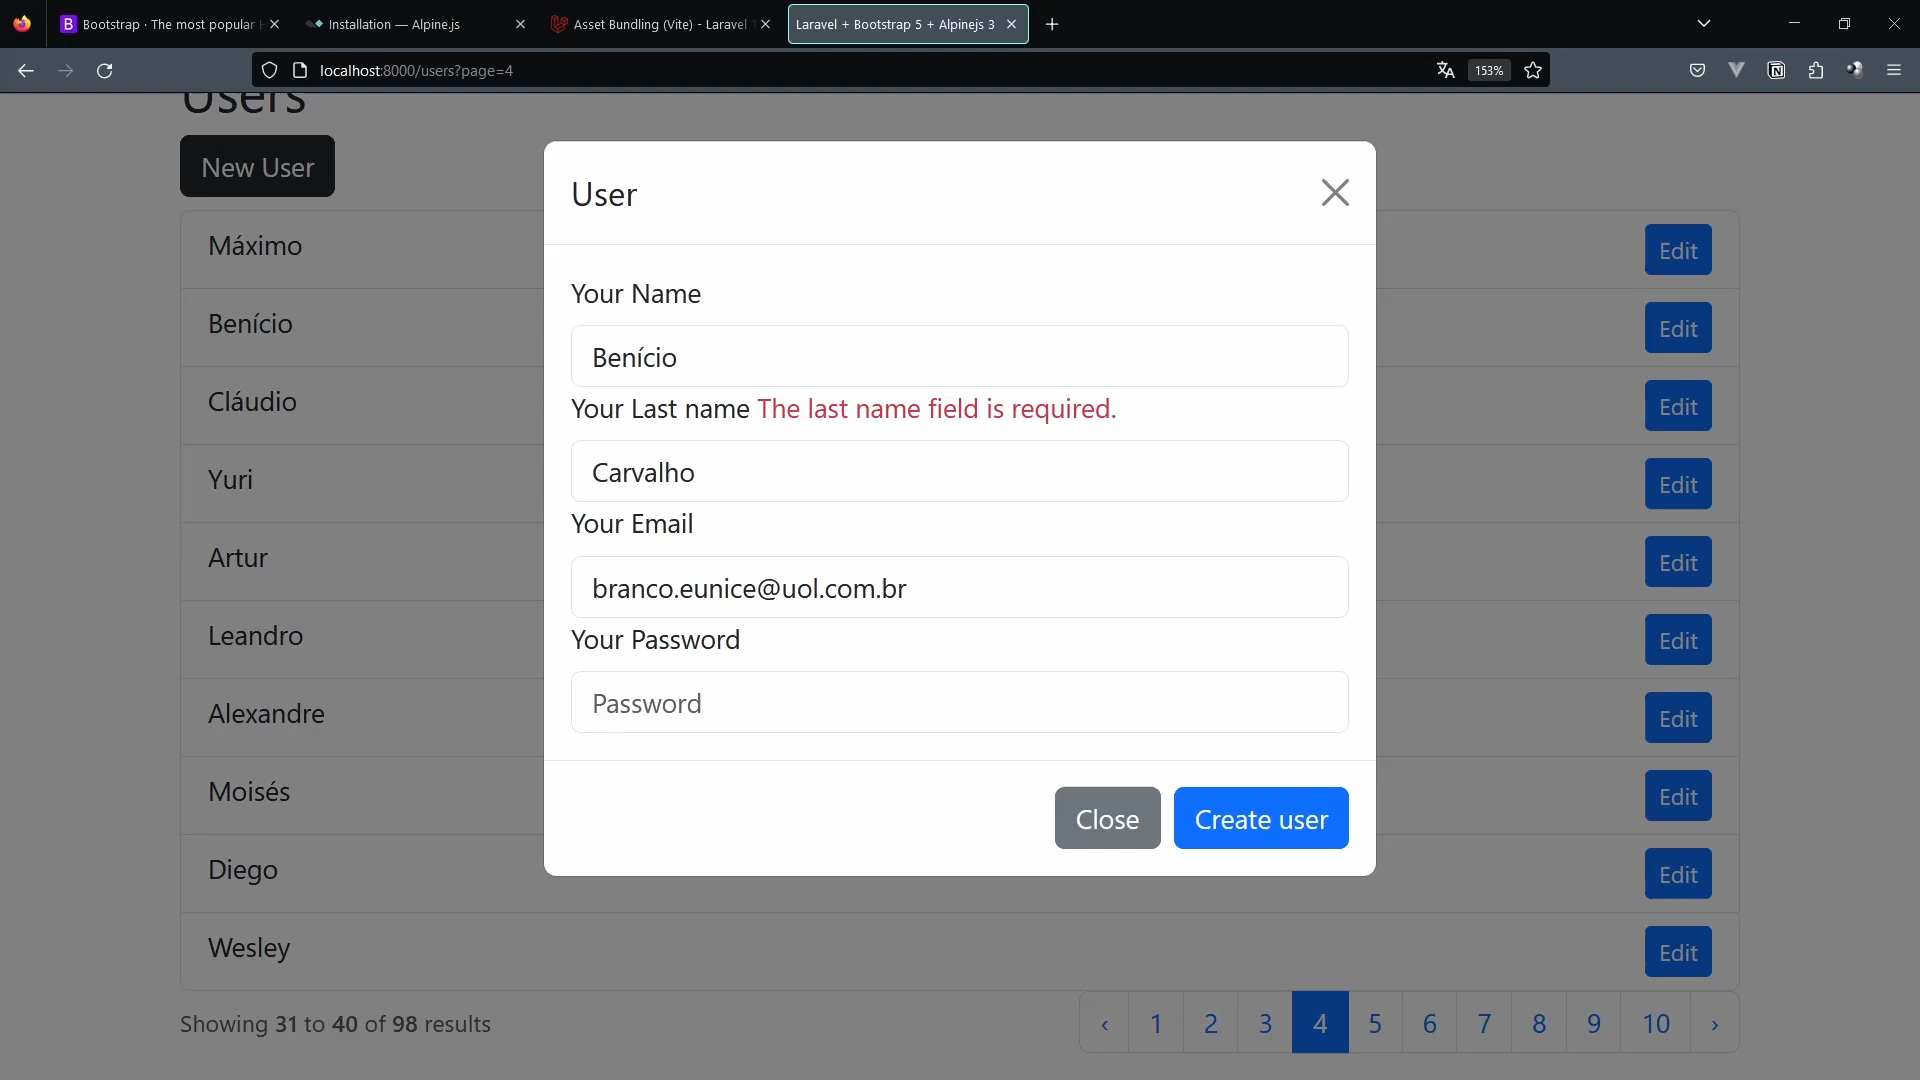 Bootstrap · The most popular
Installation — Alpine.js
Asset Bundling (Vite) - Laravel
Laravel + Bootstrap 5 + Alpinejs 3
localhost:8000/users?page=4
153%
Users
New User
Máximo
Edit
Benício
Edit
Cláudio
Edit
Yuri
Edit
Artur
Edit
Leandro
Edit
Alexandre
Edit
Moisés
Edit
Diego
Edit
Wesley
Edit
User
Your Name
Benício
Your Last name The last name field is required.
Carvalho
Your Email
branco.eunice@uol.com.br
Your Password
Password
Close
Create user
Showing 31 to 40 of 98 results
‹ 1 2 3 4 5 6 7 8 9 10 ›